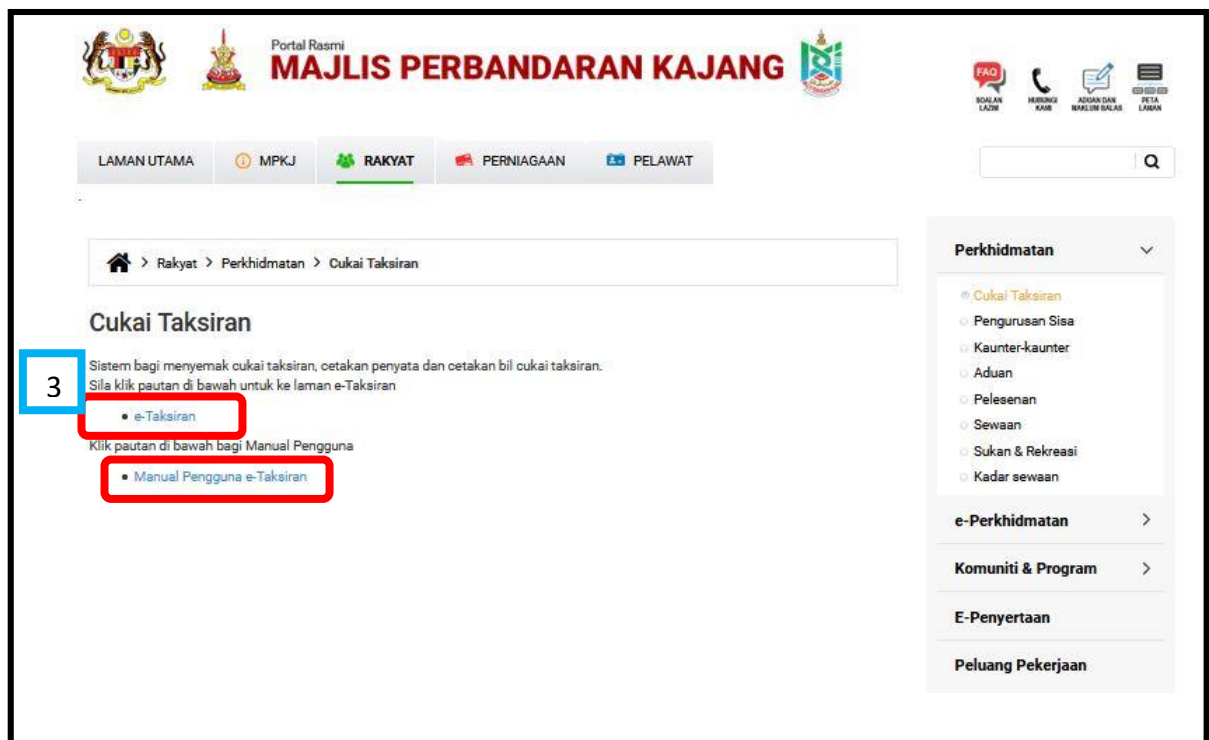 Portal Rasmi
MAJLIS PERBANDARAN KAJANG
FAQ
SOALAN LAZIM
HUBUNGI KAMI
ADUAN DAN MAKLUM BALAS
PETA LAMAN
LAMAN UTAMA
MPKJ
RAKYAT
PERNIAGAAN
PELAWAT
> Rakyat > Perkhidmatan > Cukai Taksiran
Cukai Taksiran
Sistem bagi menyemak cukai taksiran, cetakan penyata dan cetakan bil cukai taksiran.
3
Sila klik pautan di bawah untuk ke laman e-Taksiran
• e-Taksiran
Klik pautan di bawah bagi Manual Pengguna
• Manual Pengguna e-Taksiran
Perkhidmatan
Cukai Taksiran
Pengurusan Sisa
Kaunter-kaunter
Aduan
Pelesenan
Sewaan
Sukan & Rekreasi
Kadar sewaan
e-Perkhidmatan >
Komuniti & Program >
E-Penyertaan
Peluang Pekerjaan